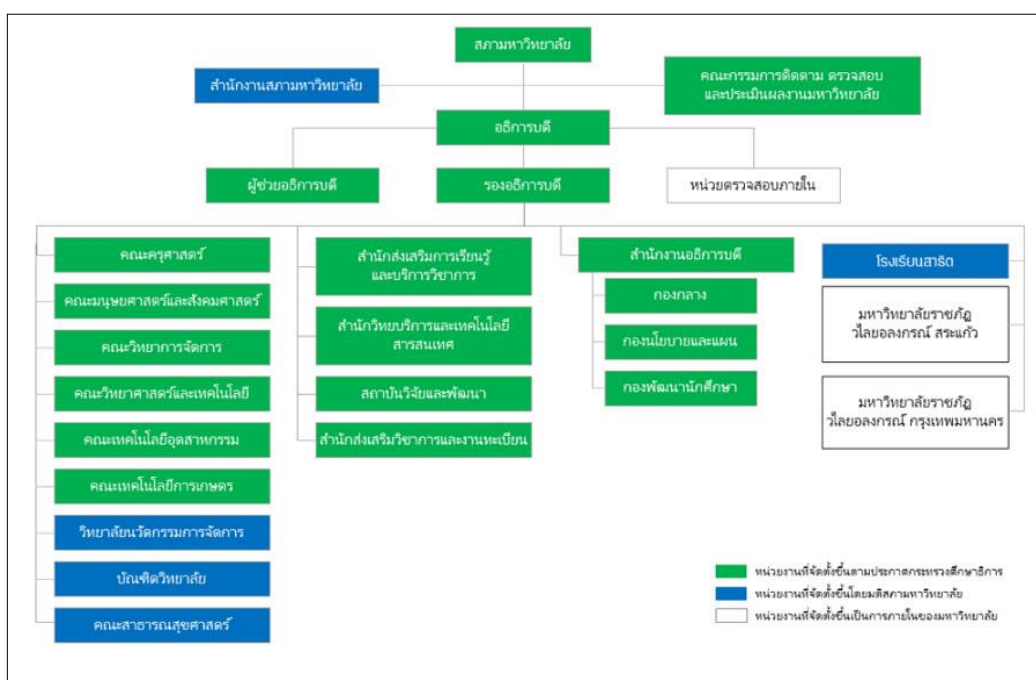 สภามหาวิทยาลัย
สำนักงานสภามหาวิทยาลัย
คณะกรรมการติดตาม ตรวจสอบ
และประเมินผลงานมหาวิทยาลัย
อธิการบดี
ผู้ช่วยอธิการบดี
รองอธิการบดี
หน่วยตรวจสอบภายใน
คณะครุศาสตร์
คณะมนุษยศาสตร์และสังคมศาสตร์
คณะวิทยาการจัดการ
คณะวิทยาศาสตร์และเทคโนโลยี
คณะเทคโนโลยีอุตสาหกรรม
คณะเทคโนโลยีการเกษตร
วิทยาลัยนวัตกรรมการจัดการ
บัณฑิตวิทยาลัย
คณะสาธารณสุขศาสตร์
สำนักส่งเสริมการเรียนรู้
และบริการวิชาการ
สำนักวิทยบริการและเทคโนโลยี
สารสนเทศ
สถาบันวิจัยและพัฒนา
สำนักส่งเสริมวิชาการและงานทะเบียน
สำนักงานอธิการบดี
กองกลาง
กองนโยบายและแผน
กองพัฒนานักศึกษา
โรงเรียนสาธิต
มหาวิทยาลัยราชภัฏ
วไลยอลงกรณ์ สระแก้ว
มหาวิทยาลัยราชภัฏ
วไลยอลงกรณ์ กรุงเทพมหานคร
หน่วยงานที่จัดตั้งขึ้นตามประกาศกระทรวงศึกษาธิการ
หน่วยงานที่จัดตั้งขึ้นโดยมติสภามหาวิทยาลัย
หน่วยงานที่จัดตั้งขึ้นเป็นการภายในของมหาวิทยาลัย